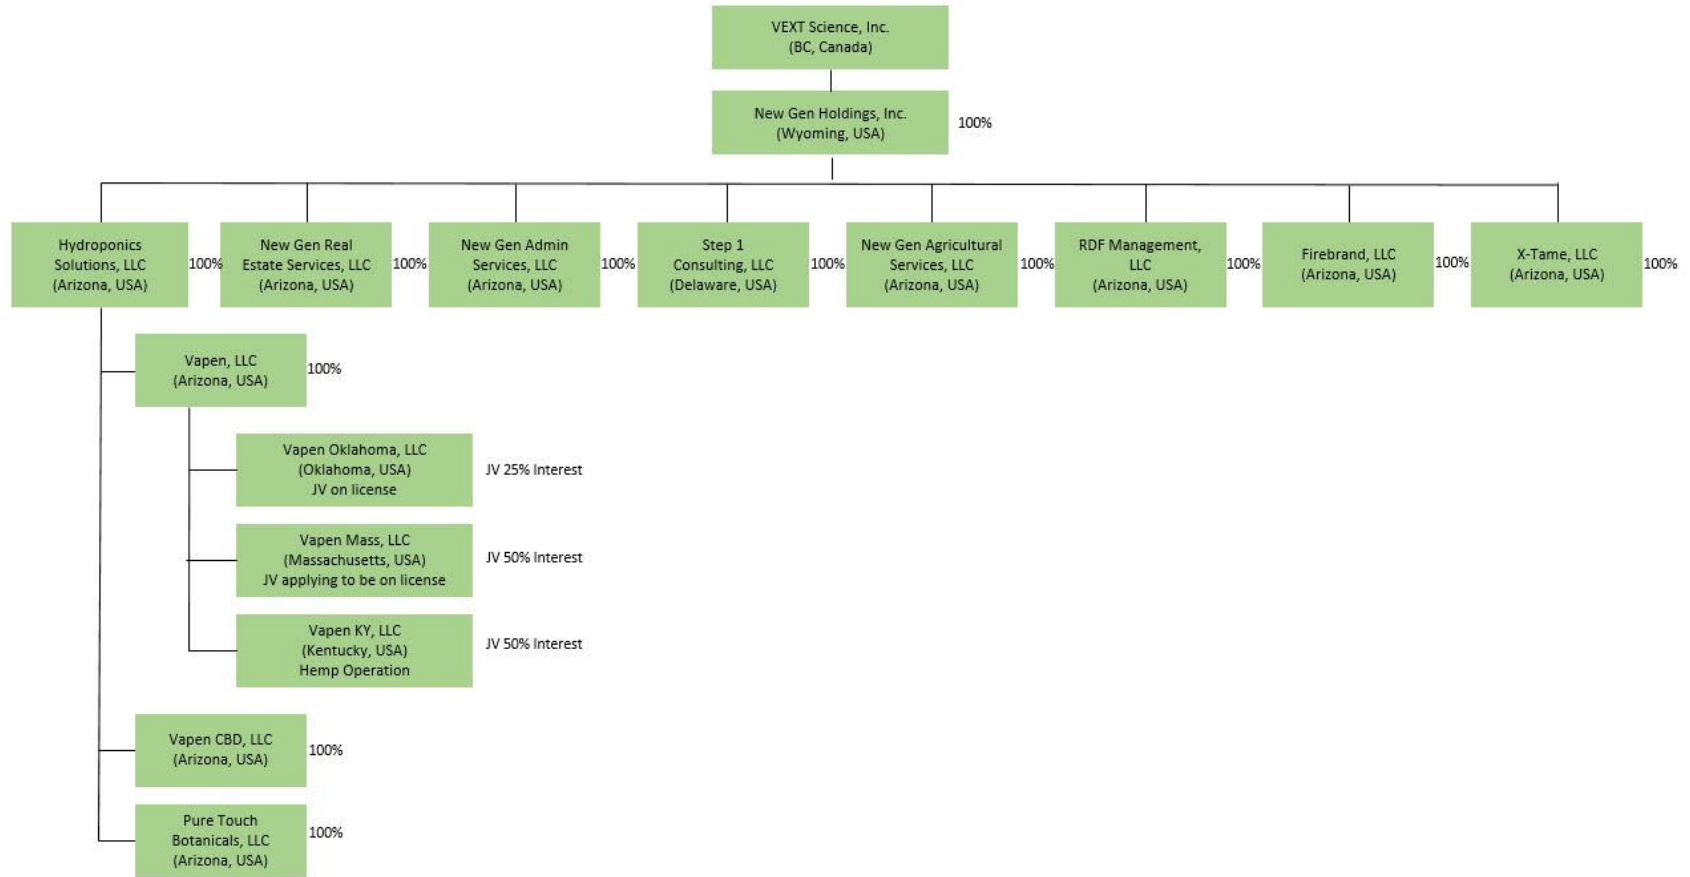 VEXT Science, Inc.
(BC, Canada)
New Gen Holdings, Inc.
(Wyoming, USA)
100%
Hydroponics
Solutions, LLC
(Arizona, USA)
100%
New Gen Real
Estate Services, LLC
(Arizona, USA)
100%
New Gen Admin
Services, LLC
(Arizona, USA)
100%
Step 1
Consulting, LLC
(Delaware, USA)
100%
New Gen Agricultural
Services, LLC
(Arizona, USA)
100%
RDF Management,
LLC
(Arizona, USA)
100%
Firebrand, LLC
(Arizona, USA)
100%
X-Tame, LLC
(Arizona, USA)
100%
Vapen, LLC
(Arizona, USA)
100%
Vapen Oklahoma, LLC
(Oklahoma, USA)
JV on license
JV 25% Interest
Vapen Mass, LLC
(Massachusetts, USA)
JV applying to be on license
JV 50% Interest
Vapen KY, LLC
(Kentucky, USA)
Hemp Operation
JV 50% Interest
Vapen CBD, LLC
(Arizona, USA)
100%
Pure Touch
Botanicals, LLC
(Arizona, USA)
100%